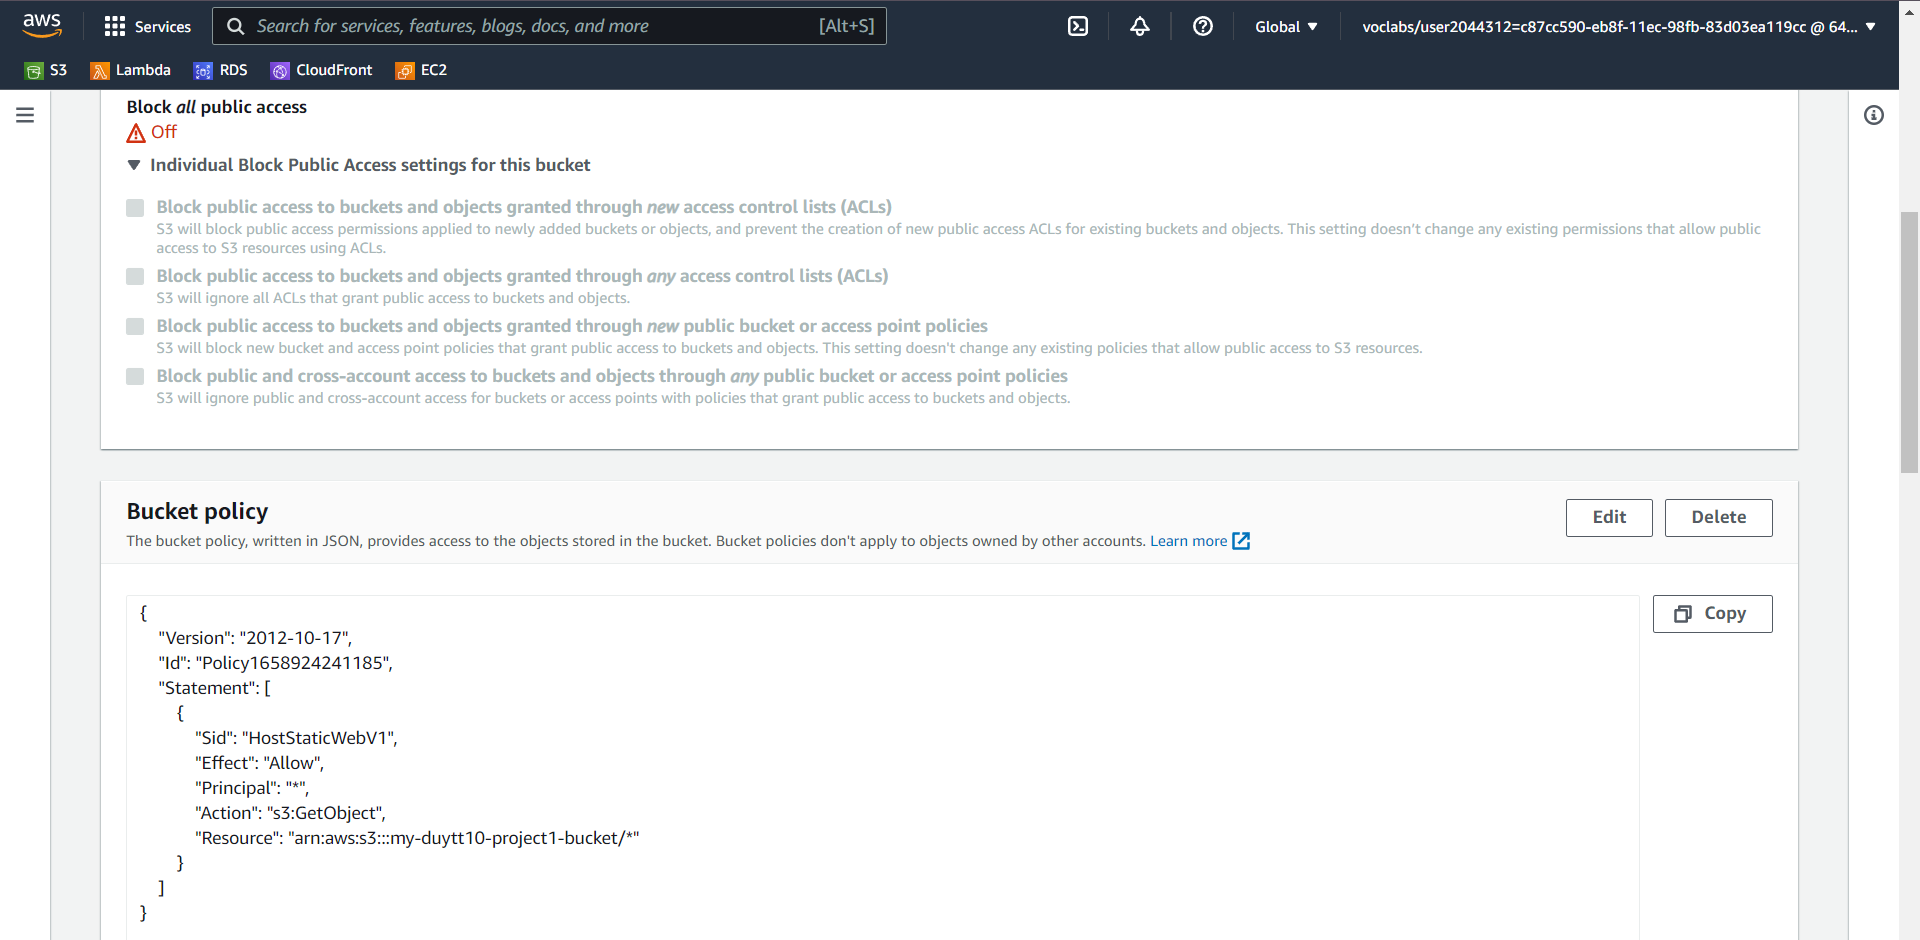 aws
Services
Search for services, features, blogs, docs, and more
[Alt+S]
Global
voclabs/user2044312=c87cc590-eb8f-11ec-98fb-83d03ea119cc @ 64...
S3
Lambda
RDS
CloudFront
EC2
Block all public access
Off
Individual Block Public Access settings for this bucket
Block public access to buckets and objects granted through new access control lists (ACLs)
S3 will block public access permissions applied to newly added buckets or objects, and prevent the creation of new public access ACLs for existing buckets and objects. This setting doesn't change any existing permissions that allow public
access to S3 resources using ACLs.
Block public access to buckets and objects granted through any access control lists (ACLs)
S3 will ignore all ACLs that grant public access to buckets and objects.
Block public access to buckets and objects granted through new public bucket or access point policies
S3 will block new bucket and access point policies that grant public access to buckets and objects. This setting doesn't change any existing policies that allow public access to S3 resources.
Block public and cross-account access to buckets and objects through any public bucket or access point policies
S3 will ignore public and cross-account access for buckets or access points with policies that grant public access to buckets and objects.
Bucket policy
Edit
Delete
The bucket policy, written in JSON, provides access to the objects stored in the bucket. Bucket policies don't apply to objects owned by other accounts. Learn more
Copy
{
"Version": "2012-10-17",
"Id": "Policy1658924241185",
"Statement": [
{
"Sid": "HostStaticWebV1",
"Effect": "Allow",
"Principal": "*",
"Action": "s3:GetObject",
"Resource": "arn:aws:s3:::my-duytt10-project1-bucket/*"
}
]
}